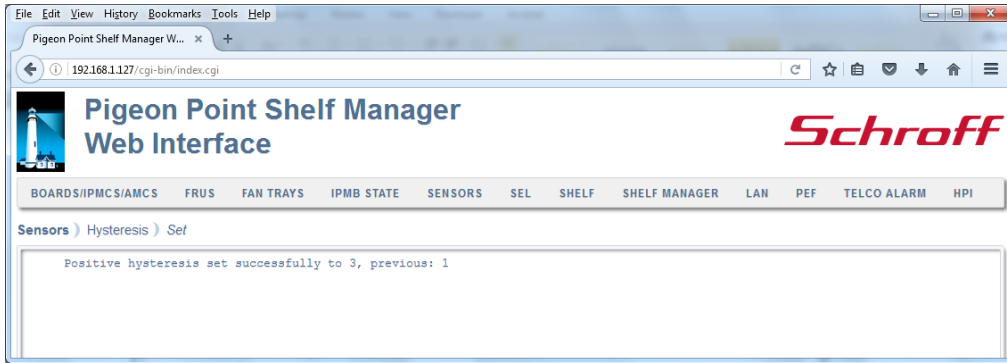 File Edit View History Bookmarks Tools Help
Pigeon Point Shelf Manager W... × +
192.168.1.127/cgi-bin/index.cgi
Pigeon Point Shelf Manager
Web Interface
Schroff
BOARDS/IPMCS/AMCS FRUS FAN TRAYS IPMB STATE SENSORS SEL SHELF SHELF MANAGER LAN PEF TELCO ALARM HPI
Sensors Hysteresis Set
Positive hysteresis set successfully to 3, previous: 1